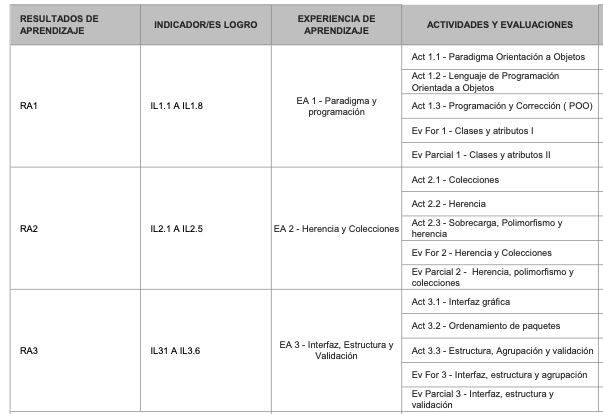 RESULTADOS DE
APRENDIZAJE
INDICADOR/ES LOGRO
EXPERIENCIA DE
APRENDIZAJE
ACTIVIDADES Y EVALUACIONES
RA1
IL1.1 A IL1.8
EA 1 - Paradigma y
programación
Act 1.1 - Paradigma Orientación a Objetos
Act 1.2 - Lenguaje de Programación
Orientada a Objetos
Act 1.3 - Programación y Corrección ( POO)
Ev For 1 - Clases y atributos I
Ev Parcial 1 - Clases y atributos II
RA2
IL2.1 A IL2.5
EA 2 - Herencia y Colecciones
Act 2.1 - Colecciones
Act 2.2 - Herencia
Act 2.3 - Sobrecarga, Polimorfismo y
herencia
Ev For 2 - Herencia y Colecciones
Ev Parcial 2 - Herencia, polimorfismo y
colecciones
RA3
IL31 A IL3.6
EA 3 - Interfaz, Estructura y
Validación
Act 3.1 - Interfaz gráfica
Act 3.2 - Ordenamiento de paquetes
Act 3.3 - Estructura, Agrupación y validación
Ev For 3 - Interfaz, estructura y agrupación
Ev Parcial 3 - Interfaz, estructura y
validación